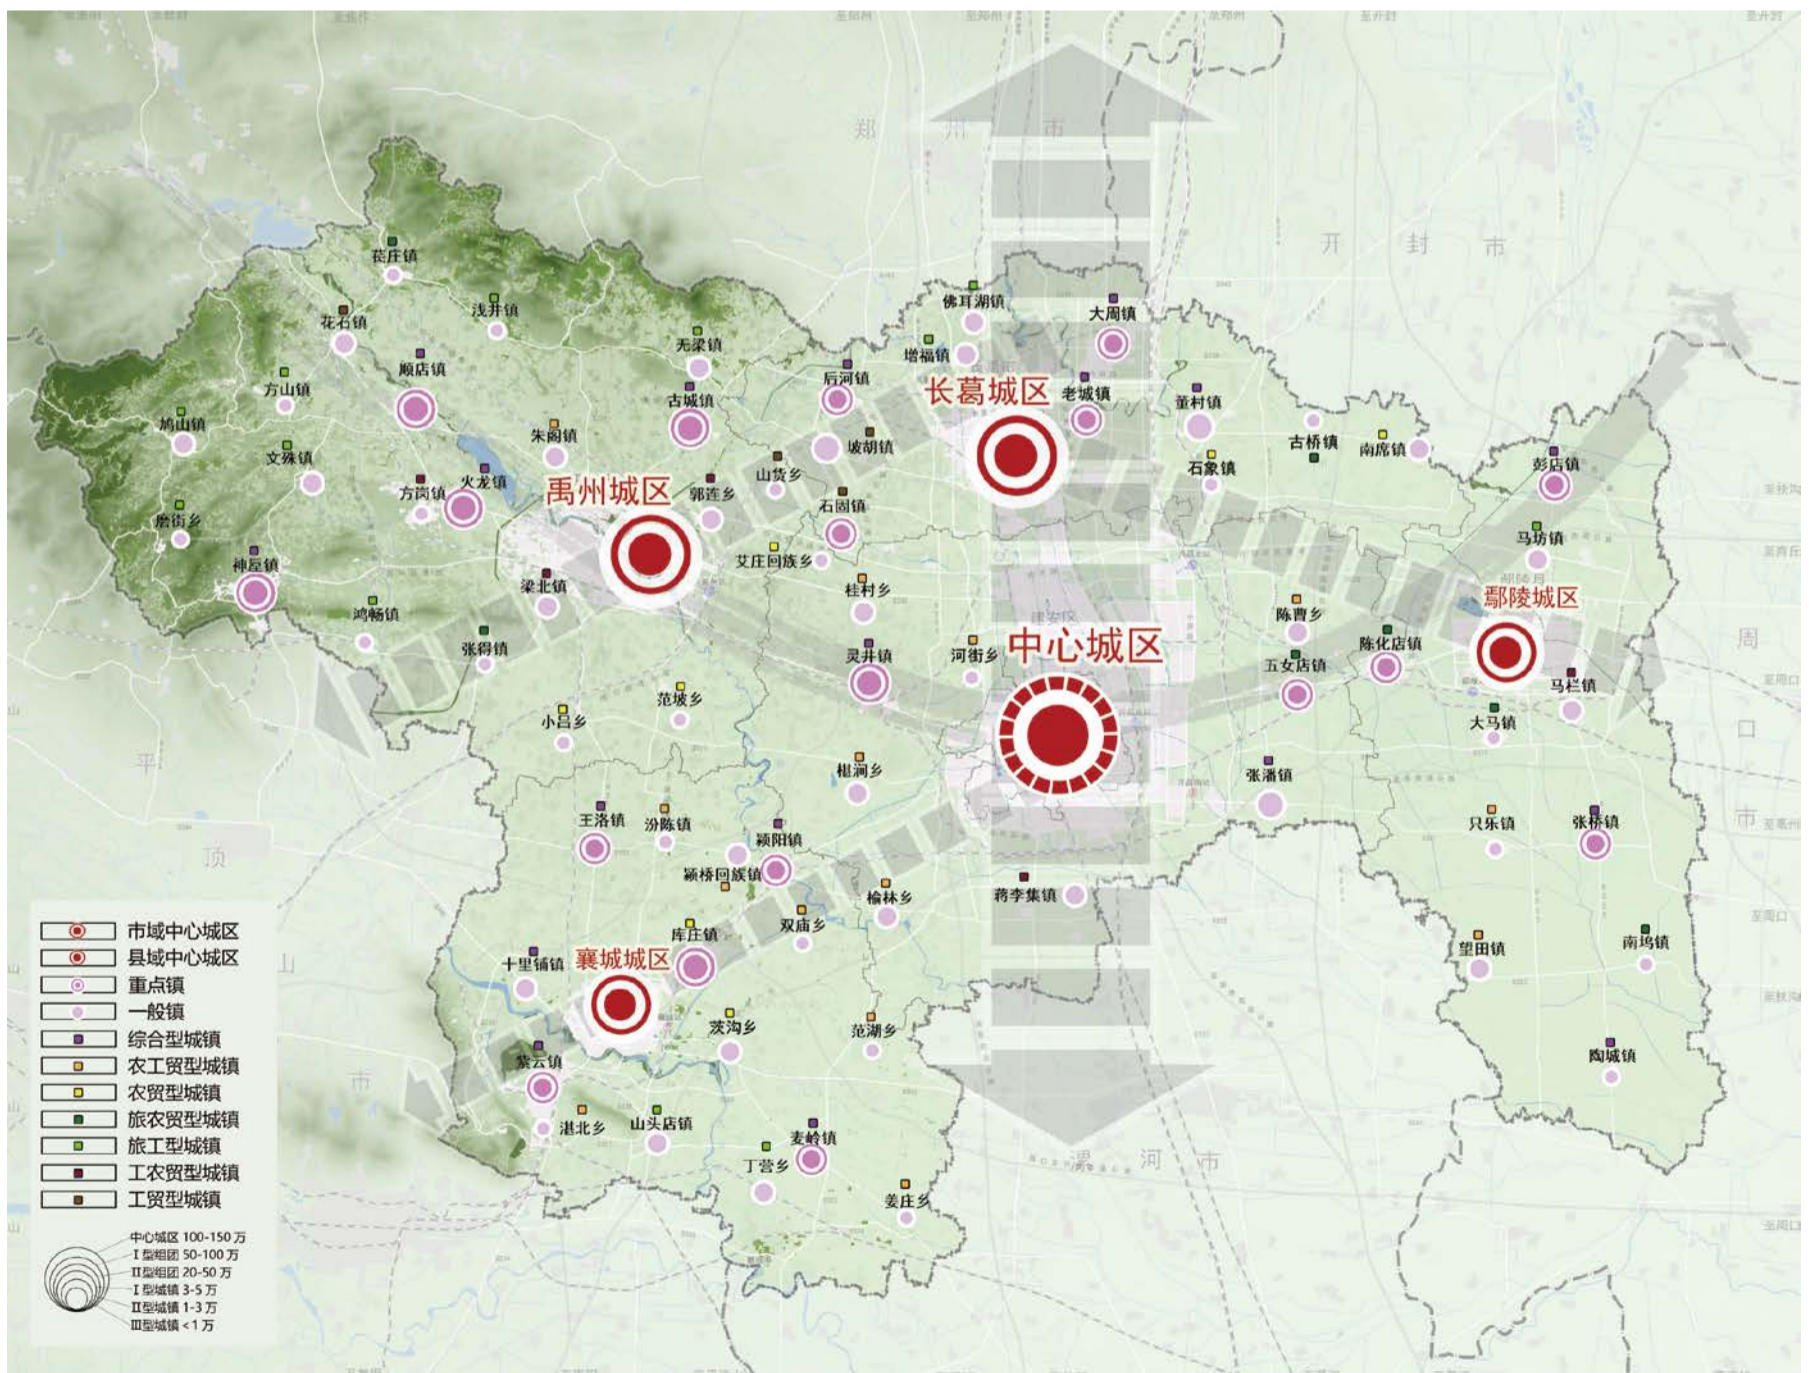 郑州市
开封市
苌庄镇
浅井镇
佛耳湖镇
大周镇
花石镇
无梁镇
增福镇
顺店镇
后河镇
长葛城区
老城镇
董村镇
方山镇
古城镇
鸠山镇
朱阁镇
坡胡镇
古桥镇
南席镇
文殊镇
石象镇
彭店镇
方岗镇
火龙镇
禹州城区
郭连乡
山货乡
石固镇
磨街乡
马坊镇
神垕镇
艾庄回族乡
梁北镇
桂村乡
鄢陵城区
鸿畅镇
建安区
陈曹乡
周口市
张得镇
灵井镇
河街乡
中心城区
五女店镇
陈化店镇
马栏镇
范坡乡
小吕乡
大马镇
平顶山市
椹涧乡
张潘镇
王洛镇
汾陈镇
颍阳镇
只乐镇
张桥镇
颍桥回族镇
榆林乡
蒋李集镇
双庙乡
库庄镇
襄城城区
十里铺镇
望田镇
南坞镇
茨沟乡
范湖乡
紫云镇
陶城镇
湛北乡
山头店镇
麦岭镇
丁营乡
漯河市
姜庄乡
市域中心城区
县域中心城区
重点镇
一般镇
综合型城镇
农工贸型城镇
农贸型城镇
旅农贸型城镇
旅工型城镇
工农贸型城镇
工贸型城镇
中心城区 100-150 万
Ⅰ型组团 50-100 万
Ⅱ型组团 20-50 万
Ⅰ型城镇 3-5 万
Ⅱ型城镇 1-3 万
Ⅲ型城镇 <1 万